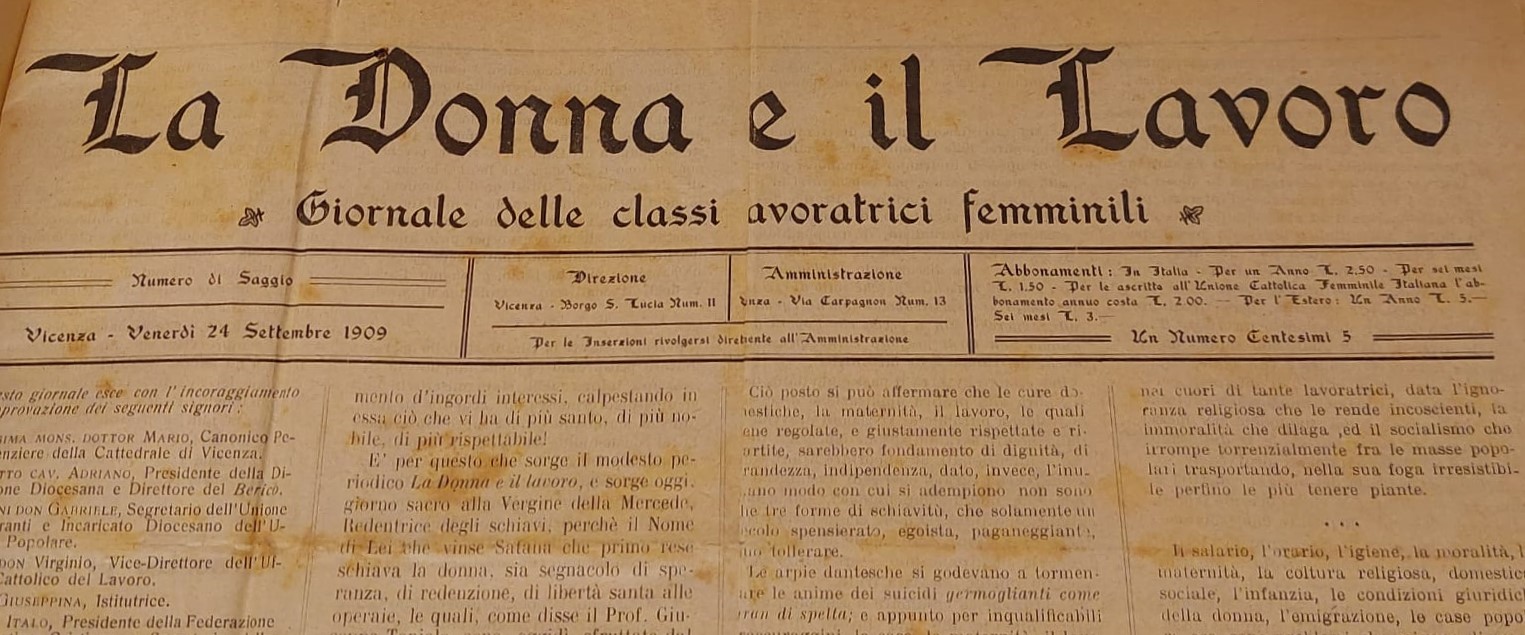 La Donna e il Lavoro
Giornale delle classi avoratrici femminili
Numero di Saggio
Vicenza - Venerdì 24 Settembre 1909
Direzione
Vicenza - Borgo S. Lucia Num. 11
Amministrazione
Via Carpagnon Num. 13
Per le Inserzioni rivolgersi all'Amministrazione
Abbonamenti: In Italia - Per un Anno L. 2.50 - Per sei mesi
L. 1.50 - Per le ascritte all'Unione Cattolica Femminile Italiana l'ab-
bonamento annuo costa L. 2.00. — Per l'Estero: Un Anno L. 5.—
Sei mesi L. 3.—
Un Numero Centesimi 5
giornale esce con l'incoraggiamento
dei seguenti signori:
MONS. DOTTOR MARIO, Canonico Pe-
della Cattedrale di Vicenza.
CAV. ADRIANO, Presidente della Di-
Diocesana e Direttore del Berico.
DON GABRIELE, Segretario dell'Unione
e Incaricato Diocesano dell'U-
Popolare.
DON Virginio, Vice-Direttore dell'Uf-
Cattolico del Lavoro.
GIUSEPPINA, Istitutrice.
ITALO, Presidente della Federazione
mento d'ingordi interessi, calpestando in
essa ciò che vi ha di più santo, di più no-
bile, di più rispettabile!
E' per questo che sorge il modesto pe-
riodico La Donna e il lavoro, e sorge oggi,
giorno sacro alla Vergine della Mercede,
Redentrice degli schiavi, perchè il Nome
di Lei che vinse Satana che primo rese
schiava la donna, sia segnacolo di spe-
ranza, di redenzione, di libertà santa alle
operaie, le quali, come disse il Prof. Giu-
Ciò posto si può affermare che le cure do-
mestiche, la maternità, il lavoro, le quali
regolate, e giustamente rispettate e ri-
sarebbero fondamento di dignità, di
indipendenza, dato, invece, l'inu-
modo con cui si adempiono non sono
tre forme di schiavitù, che solamente un
spensierato, egoista, paganeggiante,
tollerare.
Le arpie dantesche si godevano a tormen-
le anime dei suicidi germoglianti come
gran di spelta; e appunto per inqualificabili
nei cuori di tante lavoratrici, data l'igno-
ranza religiosa che le rende incoscienti, la
immoralità che dilaga ,ed il socialismo che
irrompe torrenzialmente fra le masse popo-
lari trasportando, nella sua foga irresistibi-
le perfino le più tenere piante.
• • •
Il salario, l'orario, l'igiene, la moralità,
maternità, la coltura religiosa,
sociale, l'infanzia, le condizioni
della donna, l'emigrazione, le case